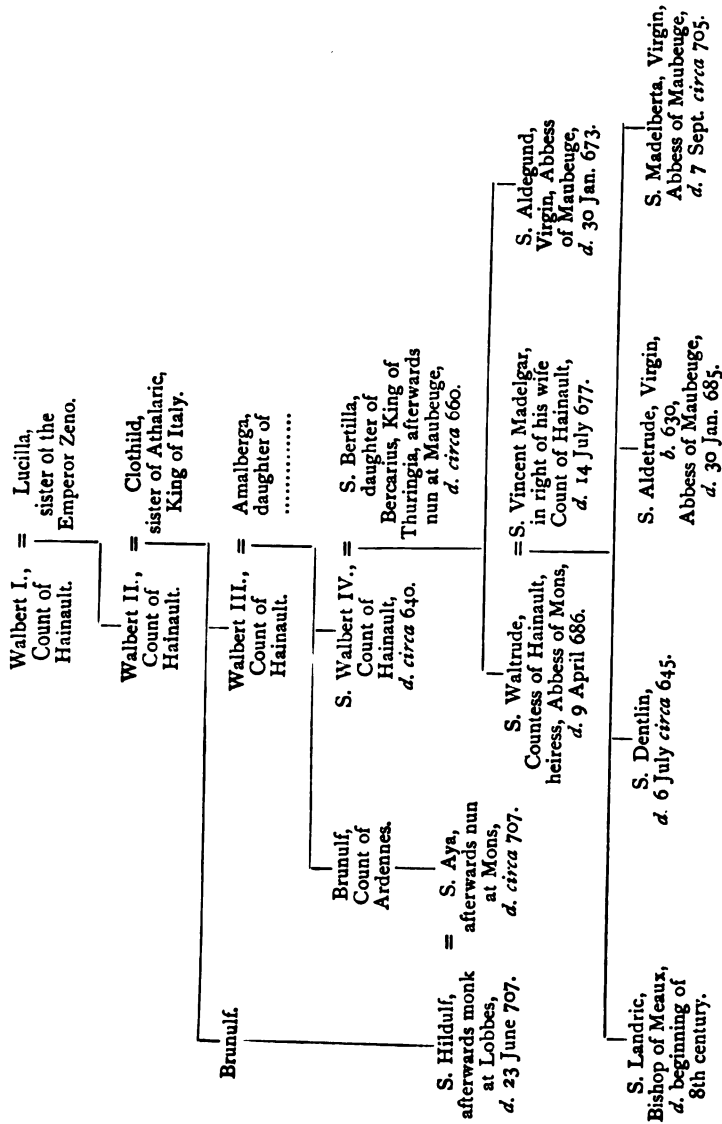 Walbert I., = Lucilla,
Count of sister of the
Hainault. Emperor Zeno.
Walbert II., = Clothild,
Count of sister of Athalaric,
Hainault. King of Italy.
Brunulf.
Walbert III., = Amalberga,
Count of daughter of
Hainault. ...............
Brunulf,
Count of
Ardennes.
S. Walbert IV., = S. Bertilla,
Count of daughter of
Hainault, Bercarius, King of
d. circa 640. Thuringia, afterwards
nun at Maubeuge,
d. circa 660.
S. Hildulf, = S. Aya,
afterwards monk afterwards nun
at Lobbes, at Mons,
d. 23 June 707. d. circa 707.
S. Waltrude, = S. Vincent Madelgar,
Countess of Hainault, in right of his wife
heiress, Abbess of Mons, Count of Hainault,
d. 9 April 686. d. 14 July 677.
S. Aldegund,
Virgin, Abbess
of Maubeuge,
d. 30 Jan. 673.
S. Landric,
Bishop of Meaux,
d. beginning of
8th century.
S. Dentlin,
d. 6 July circa 645.
S. Aldetrude, Virgin,
b. 630,
Abbess of Maubeuge,
d. 30 Jan. 685.
S. Madelberta, Virgin,
Abbess of Maubeuge,
d. 7 Sept. circa 705.